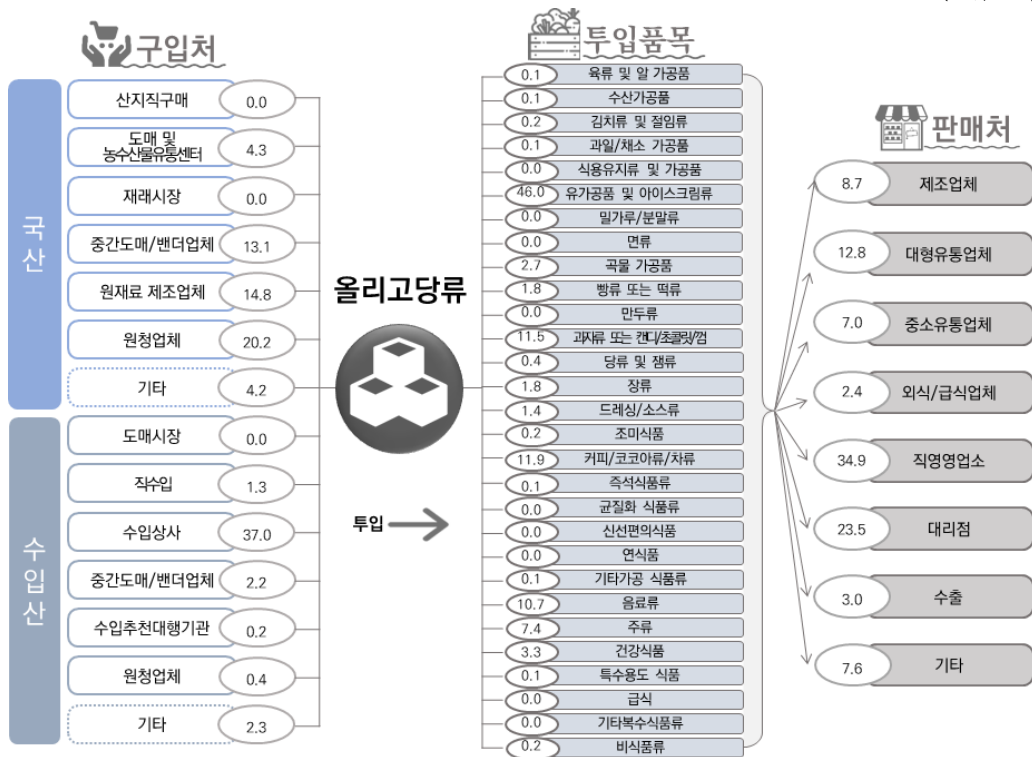 구입처
국산
산지직구매 0.0
도매 및
농수산물유통센터 4.3
재래시장 0.0
중간도매/밴더업체 13.1
원재료 제조업체 14.8
원청업체 20.2
기타 4.2
수입산
도매시장 0.0
직수입 1.3
수입상사 37.0
중간도매/밴더업체 2.2
수입추천대행기관 0.2
원청업체 0.4
기타 2.3
올리고당류
투입
투입품목
0.1 육류 및 알 가공품
0.1 수산가공품
0.2 김치류 및 절임류
0.1 과일/채소 가공품
0.0 식용유지류 및 가공품
46.0 유가공품 및 아이스크림류
0.0 밀가루/분말류
0.0 면류
2.7 곡물 가공품
1.8 빵류 또는 떡류
0.0 만두류
11.5 과자류 또는 캔디/초콜릿/껌
0.4 당류 및 잼류
1.8 장류
1.4 드레싱/소스류
0.2 조미식품
11.9 커피/코코아류/차류
0.1 즉석식품류
0.0 균질화 식품류
0.0 신선편의식품
0.0 연식품
0.1 기타가공 식품류
10.7 음료류
7.4 주류
3.3 건강식품
0.1 특수용도 식품
0.0 급식
0.0 기타복수식품류
0.2 비식품류
판매처
8.7 제조업체
12.8 대형유통업체
7.0 중소유통업체
2.4 외식/급식업체
34.9 직영영업소
23.5 대리점
3.0 수출
7.6 기타